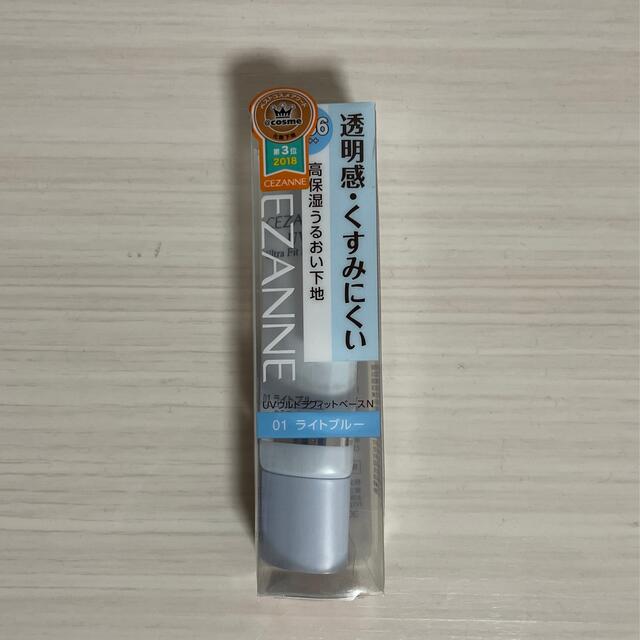 @cosme
第3位
2018
CEZANNE
透明感・くすみにくい
高保湿うるおい下地
EZANNE
UVウルトラフィットベースN
01 ライトブルー